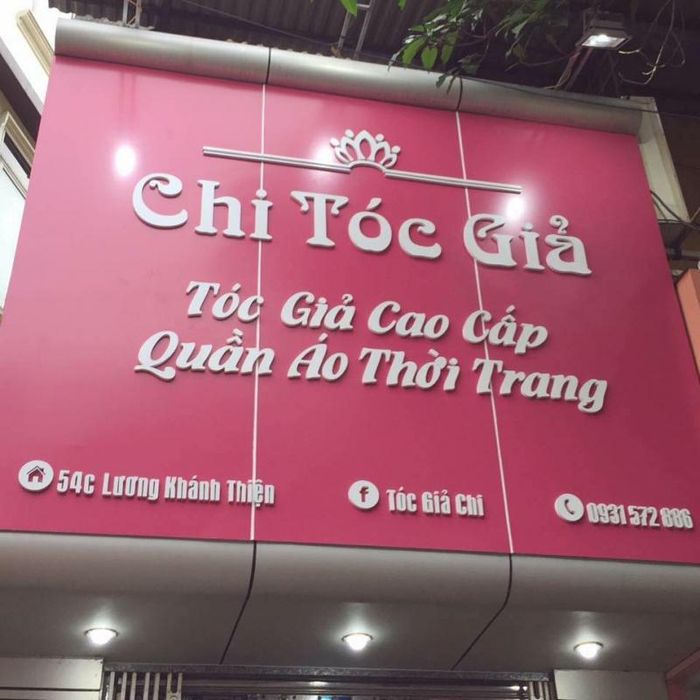 Chi Tóc Giả
Tóc Giả Cao Cấp
Quần Áo Thời Trang
54c Lương Khánh Thiện
f Tóc Giả Chi
0931 572 886